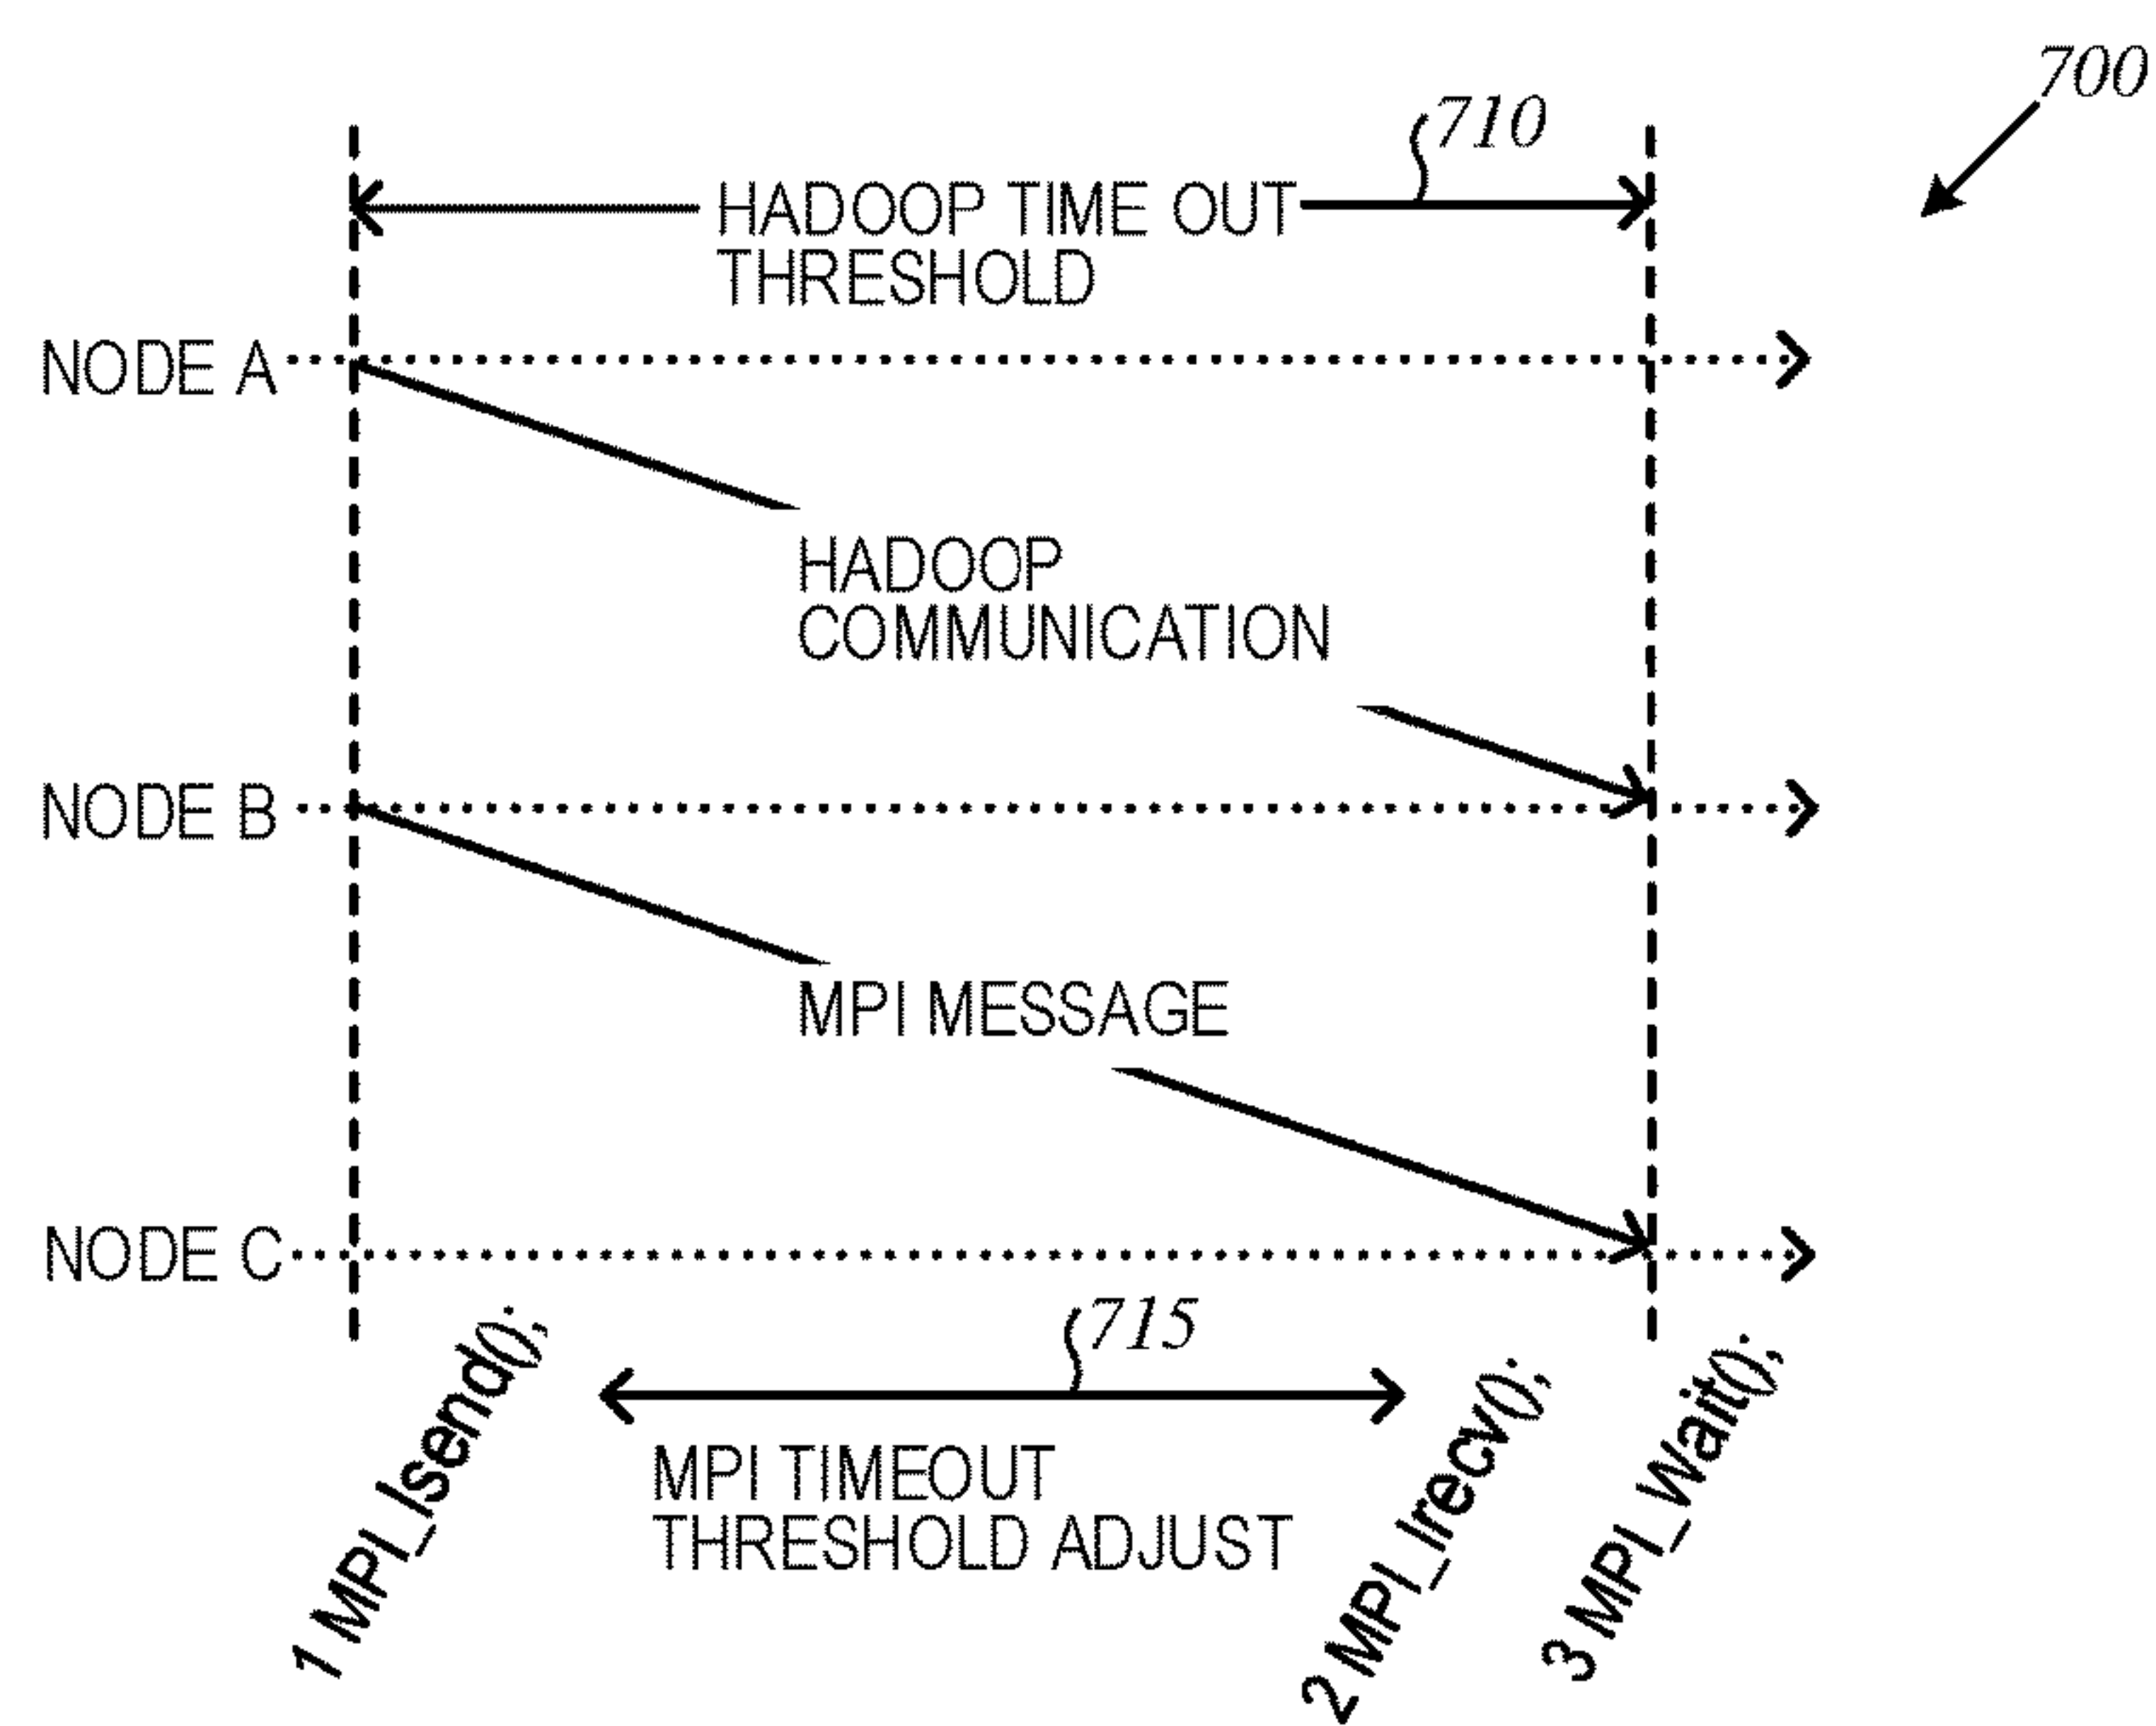 700
710
HADOOP TIME OUT
THRESHOLD
NODE A
HADOOP
COMMUNICATION
NODE B
MPI MESSAGE
NODE C
715
MPI TIMEOUT
THRESHOLD ADJUST
1 MPI_Isend();
2 MPI_Irecv();
3 MPI_Wait();